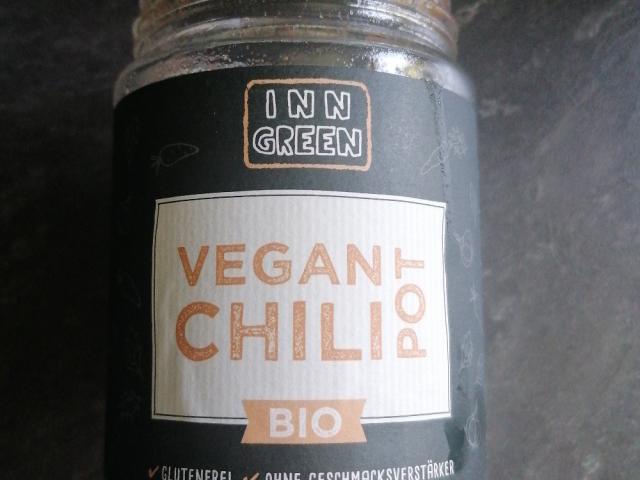 INN
GREEN
VEGAN
CHILI
POT
BIO
✓ GLUTENFREI ✓ OHNE GESCHMACKSVERSTÄRKER